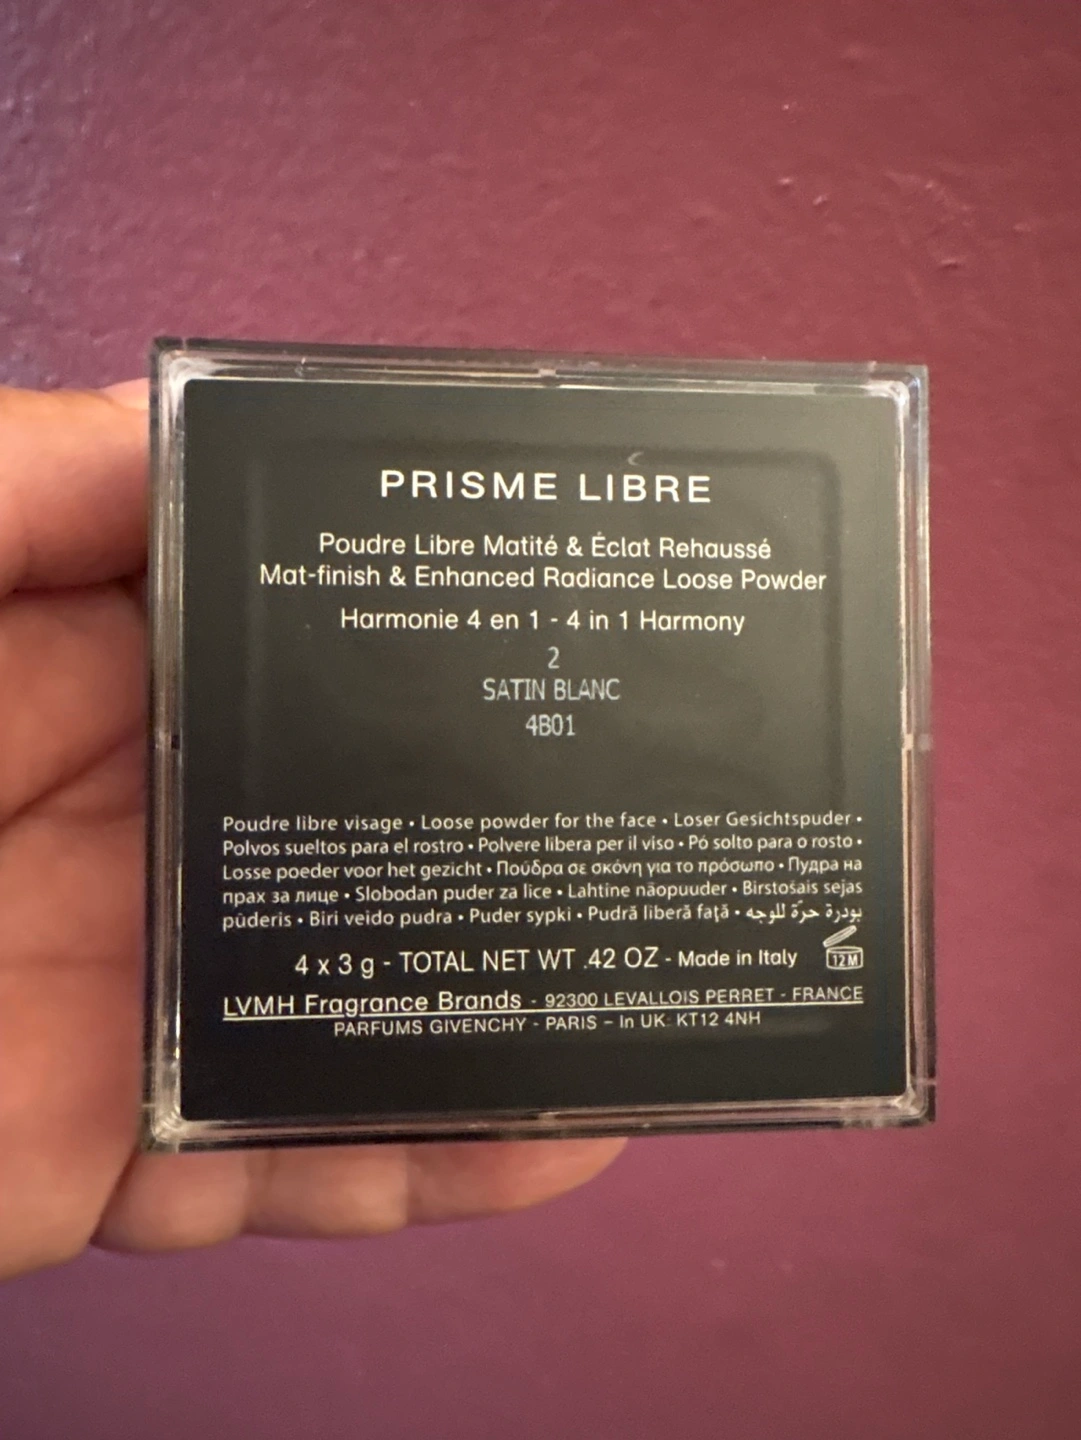 PRISME LIBRE
Poudre Libre Matité & Éclat Rehaussé
Mat-finish & Enhanced Radiance Loose Powder
Harmonie 4 en 1 - 4 in 1 Harmony
2
SATIN BLANC
4B01
Poudre libre visage • Loose powder for the face • Loser Gesichtspuder •
Polvos sueltos para el rostro • Polvere libera per il viso • Pó solto para o rosto •
Losse poeder voor het gezicht • Πούδρα σε σκόνη για το πρόσωπο • Пудра на
прах за лице • Slobodan puder za lice • Lahtine näopuuder • Birstošais sejas
pūderis • Biri veido pudra • Puder sypki • Pudră liberă față • بودرة حرّة للوجه
4 x 3 g - TOTAL NET WT .42 OZ - Made in Italy 12M
LVMH Fragrance Brands - 92300 LEVALLOIS PERRET - FRANCE
PARFUMS GIVENCHY - PARIS – In UK: KT12 4NH